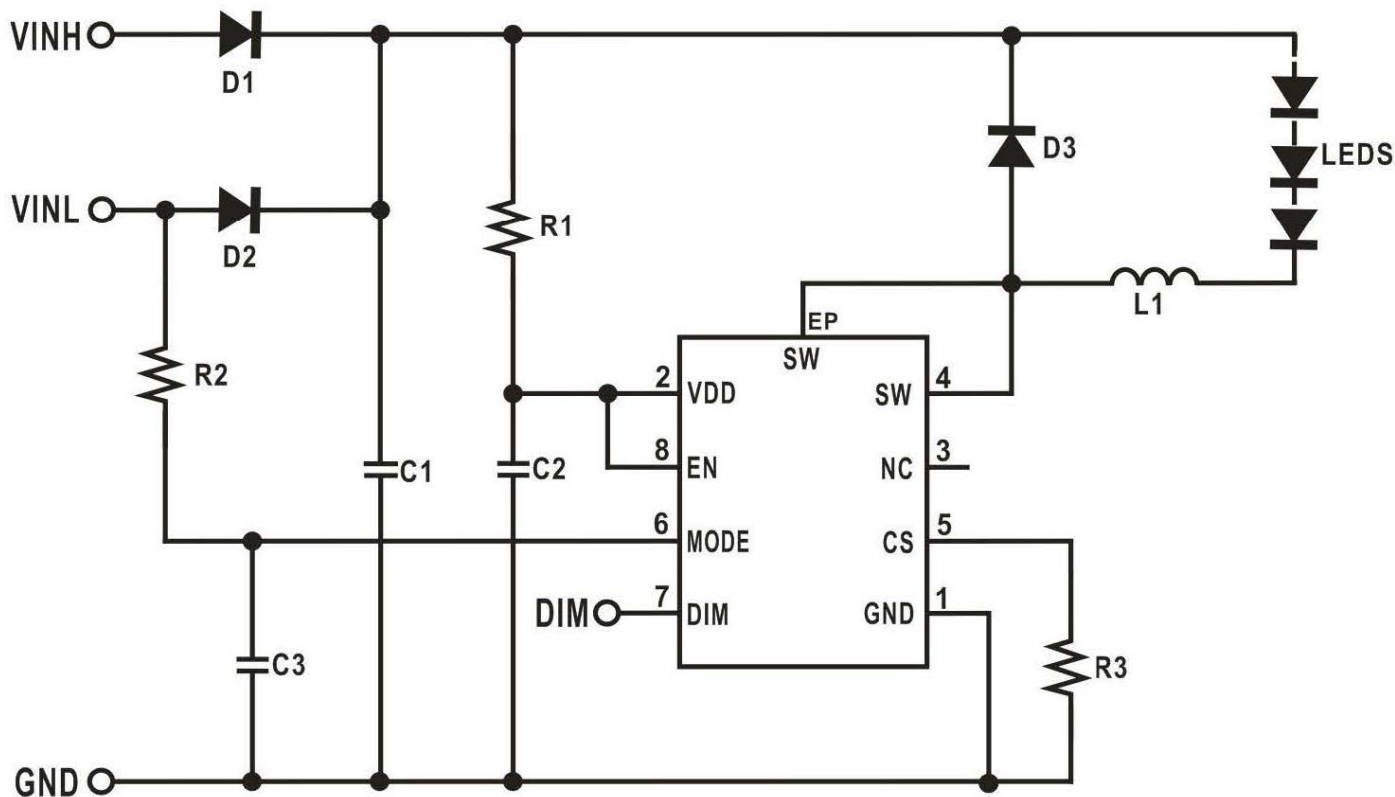 VINH
D1
D3
LEDS
VINL
D2
R1
L1
EP
SW
R2
2 VDD
SW 4
8 EN
NC 3
C1
C2
6 MODE
CS 5
DIM
7 DIM
GND 1
C3
R3
GND